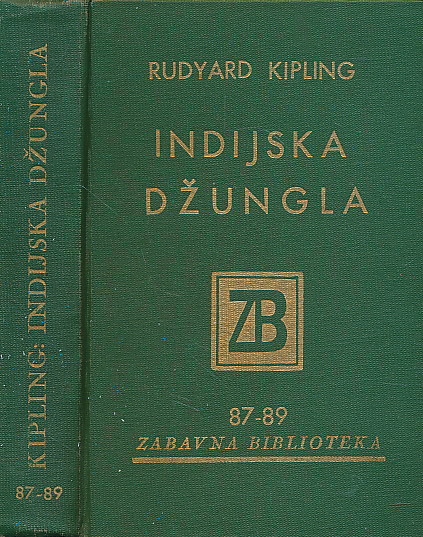 KIPLING: INDIJSKA DŽUNGLA
87-89
RUDYARD KIPLING
INDIJSKA
DŽUNGLA
ZB
87-89
ZABAVNA BIBLIOTEKA